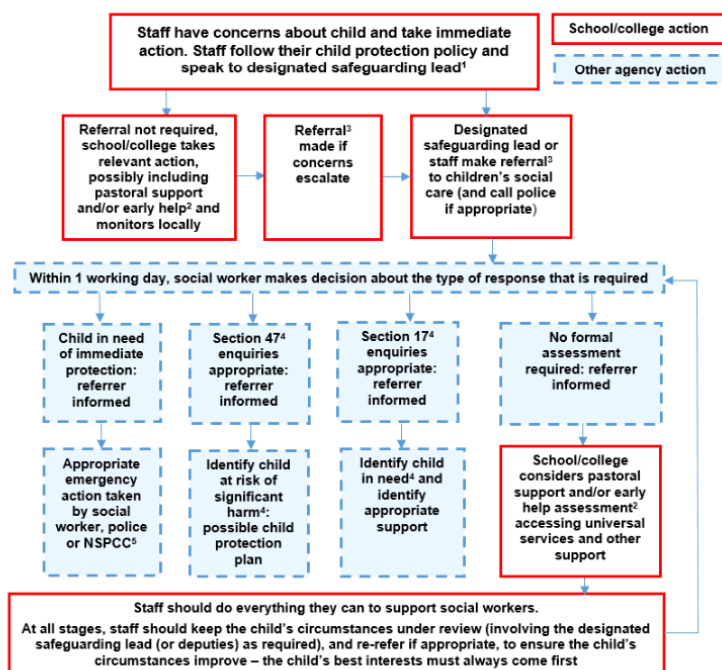 Staff have concerns about child and take immediate
action. Staff follow their child protection policy and
speak to designated safeguarding lead¹
School/college action
Other agency action
Referral not required,
school/college takes
relevant action,
possibly including
pastoral support
and/or early help² and
monitors locally
Referral³
made if
concerns
escalate
Designated
safeguarding lead or
staff make referral³
to children's social
care (and call police
if appropriate)
Within 1 working day, social worker makes decision about the type of response that is required
Child in need
of immediate
protection:
referrer
informed
Section 47⁴
enquiries
appropriate:
referrer
informed
Section 17⁴
enquiries
appropriate:
referrer
informed
No formal
assessment
required: referrer
informed
Appropriate
emergency
action taken
by social
worker, police
or NSPCC⁵
Identify child
at risk of
significant
harm⁴:
possible child
protection
plan
Identify child
in need⁴ and
identify
appropriate
support
School/college
considers pastoral
support and/or early
help assessment²
accessing universal
services and other
support
Staff should do everything they can to support social workers.
At all stages, staff should keep the child's circumstances under review (involving the designated
safeguarding lead (or deputies) as required), and re-refer if appropriate, to ensure the child's
circumstances improve – the child's best interests must always come first